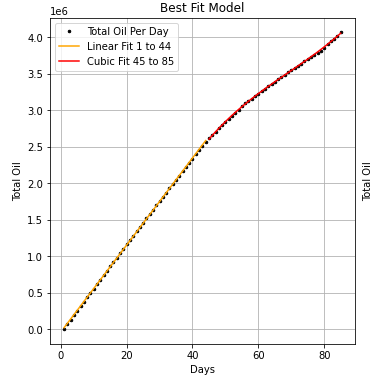 Best Fit Model
1e6
Total Oil Per Day
Linear Fit 1 to 44
Cubic Fit 45 to 85
4.0
3.5
3.0
2.5
2.0
1.5
1.0
0.5
0.0
Total Oil
Total Oil
0 20 40 60 80
Days